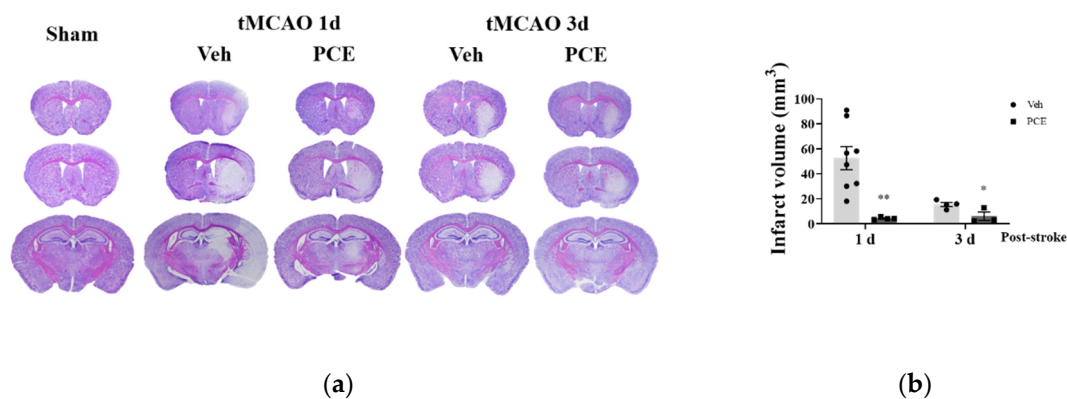 Sham
tMCAO 1d
tMCAO 3d
Veh
PCE
Veh
PCE
Infarct volume (mm3)
100
80
60
40
20
0
**
*
1 d
3 d
Post-stroke
Veh
PCE
(a)
(b)